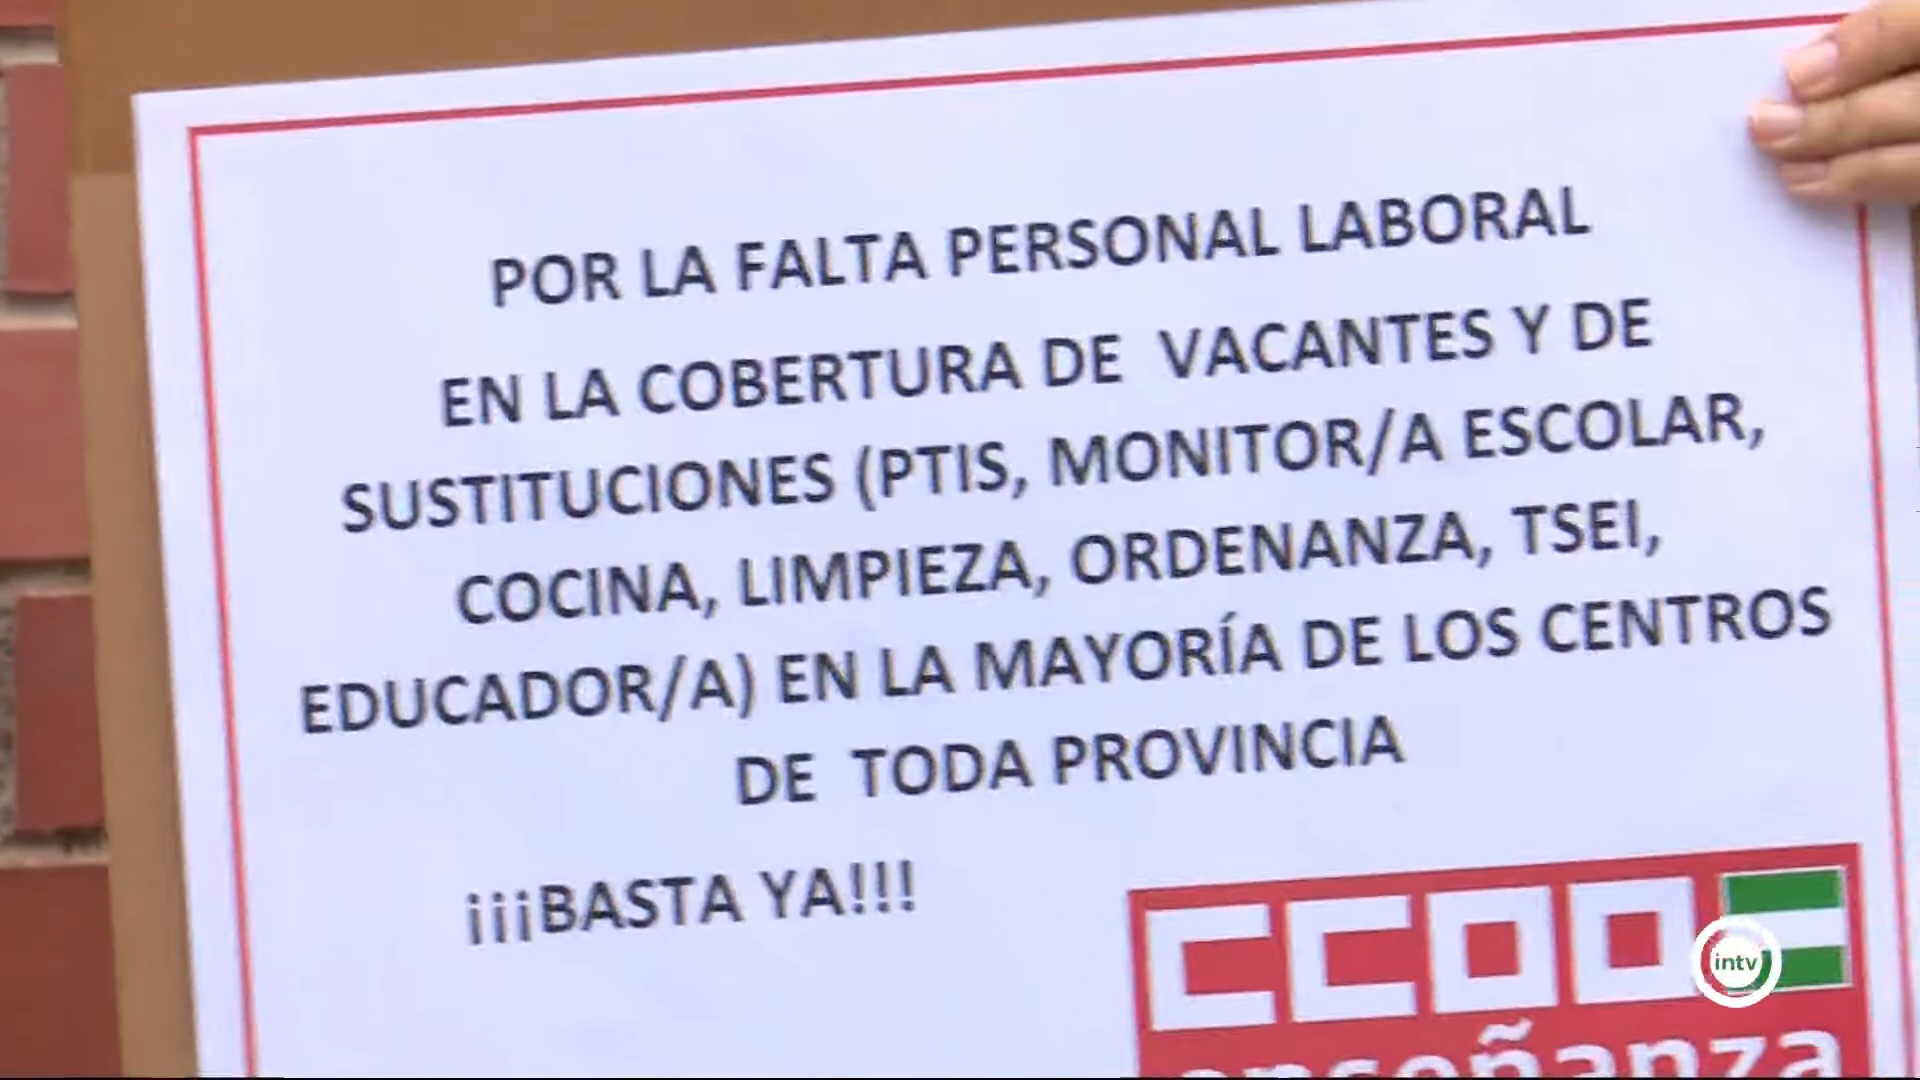 POR LA FALTA PERSONAL LABORAL
EN LA COBERTURA DE VACANTES Y DE
SUSTITUCIONES (PTIS, MONITOR/A ESCOLAR,
COCINA, LIMPIEZA, ORDENANZA, TSEI,
EDUCADOR/A) EN LA MAYORÍA DE LOS CENTROS
DE TODA PROVINCIA
¡¡¡BASTA YA!!!
CCOO
intv
enseñanza